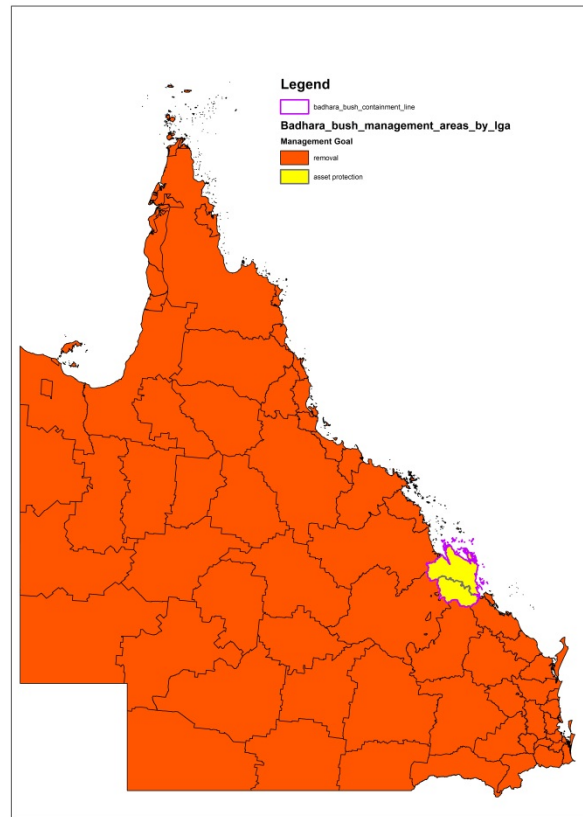 Legend
badhara_bush_containment_line
Badhara_bush_management_areas_by_lga
Management Goal
removal
asset protection